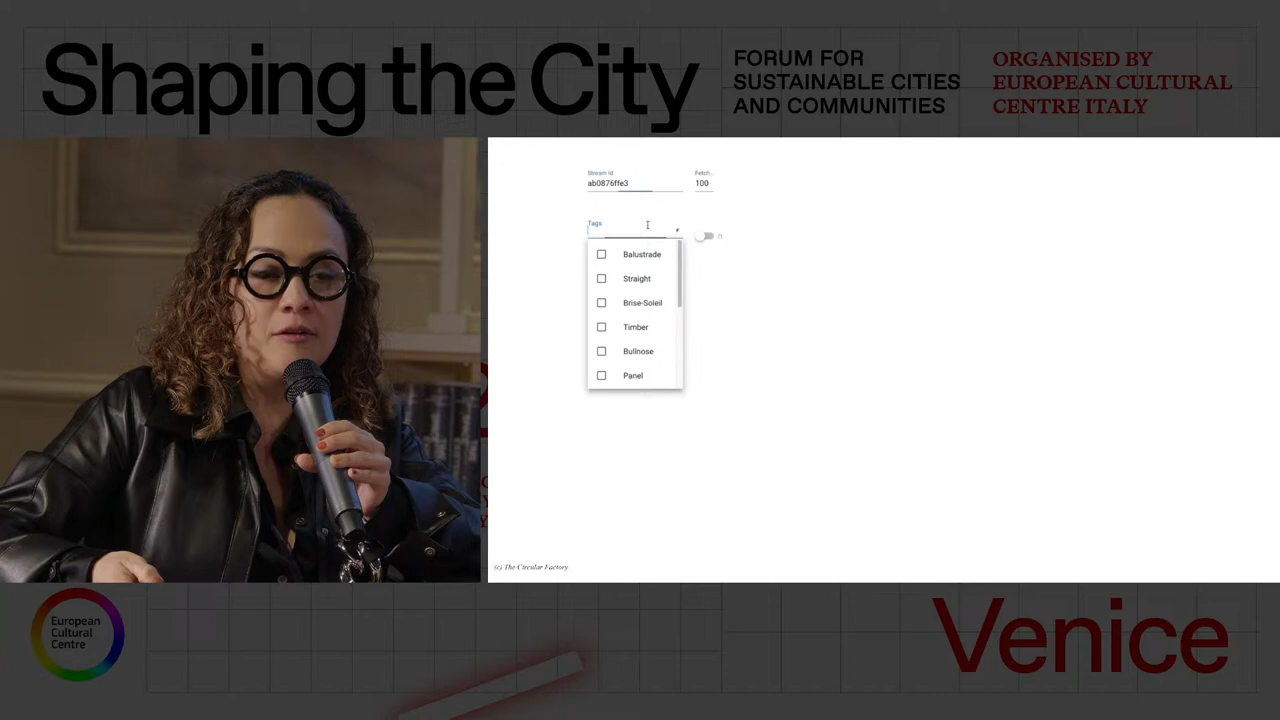 Shaping the City
FORUM FOR
SUSTAINABLE CITIES
AND COMMUNITIES
ORGANISED BY
EUROPEAN CULTURAL
CENTRE ITALY
Stream Id
ab0876ffe3
Fetch...
100
Tags
Balustrade
Straight
Brise-Soleil
Timber
Bullnose
Panel
(c) The Circular Factory
European
Cultural
Centre
Venice